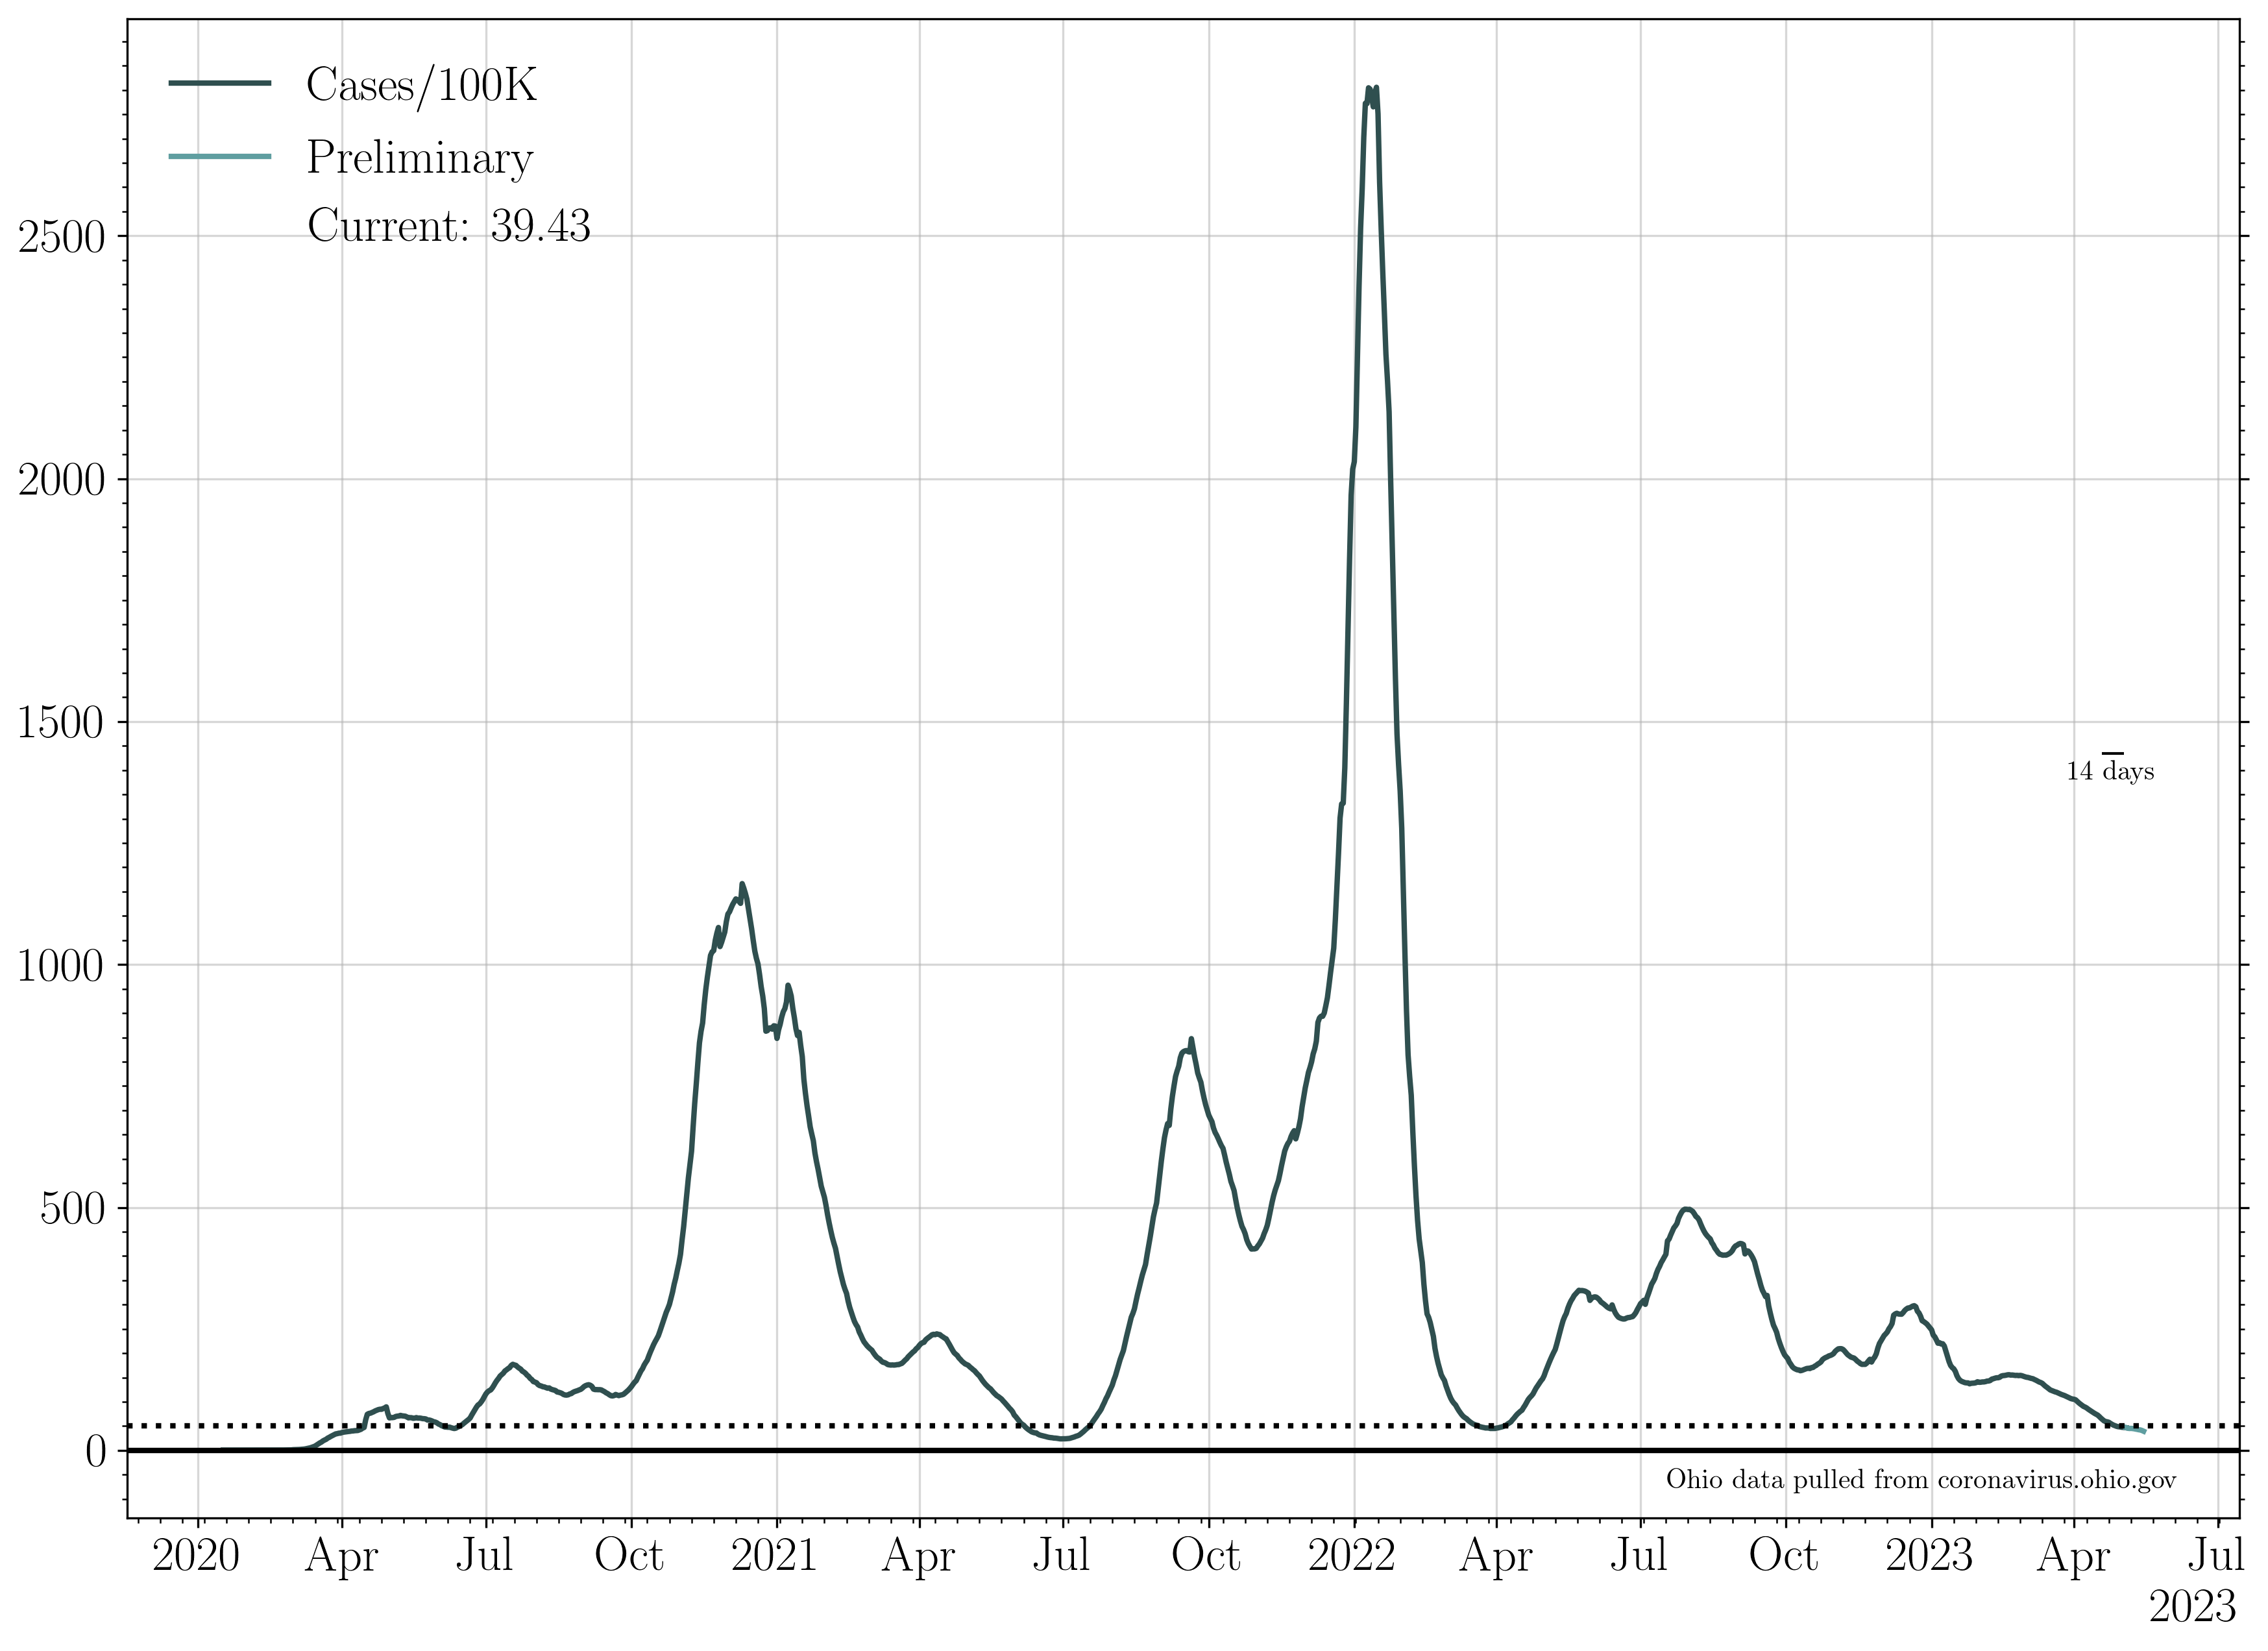 Cases/100K
Preliminary
Current: 39.43
2500
2000
1500
1000
500
0
14 days
Ohio data pulled from coronavirus.ohio.gov
2020 Apr Jul Oct 2021 Apr Jul Oct 2022 Apr Jul Oct 2023 Apr Jul
2023